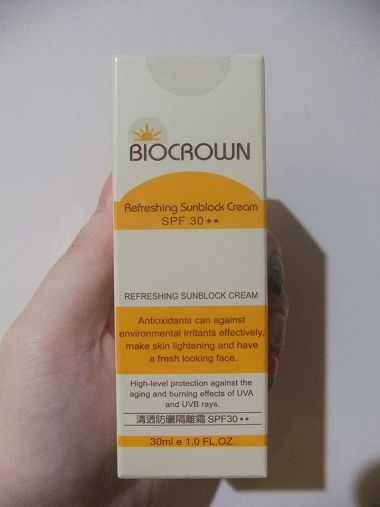 BIOCROWN
Refreshing Sunblock Cream
SPF 30 ★★
REFRESHING SUNBLOCK CREAM
Antioxidants can against
environmental irritants effectively,
make skin lightening and have
a fresh looking face.
High-level protection against the
aging and burning effects of UVA
and UVB rays.
清透防曬隔離霜 SPF30 ★★
30ml e 1.0 FL.OZ.